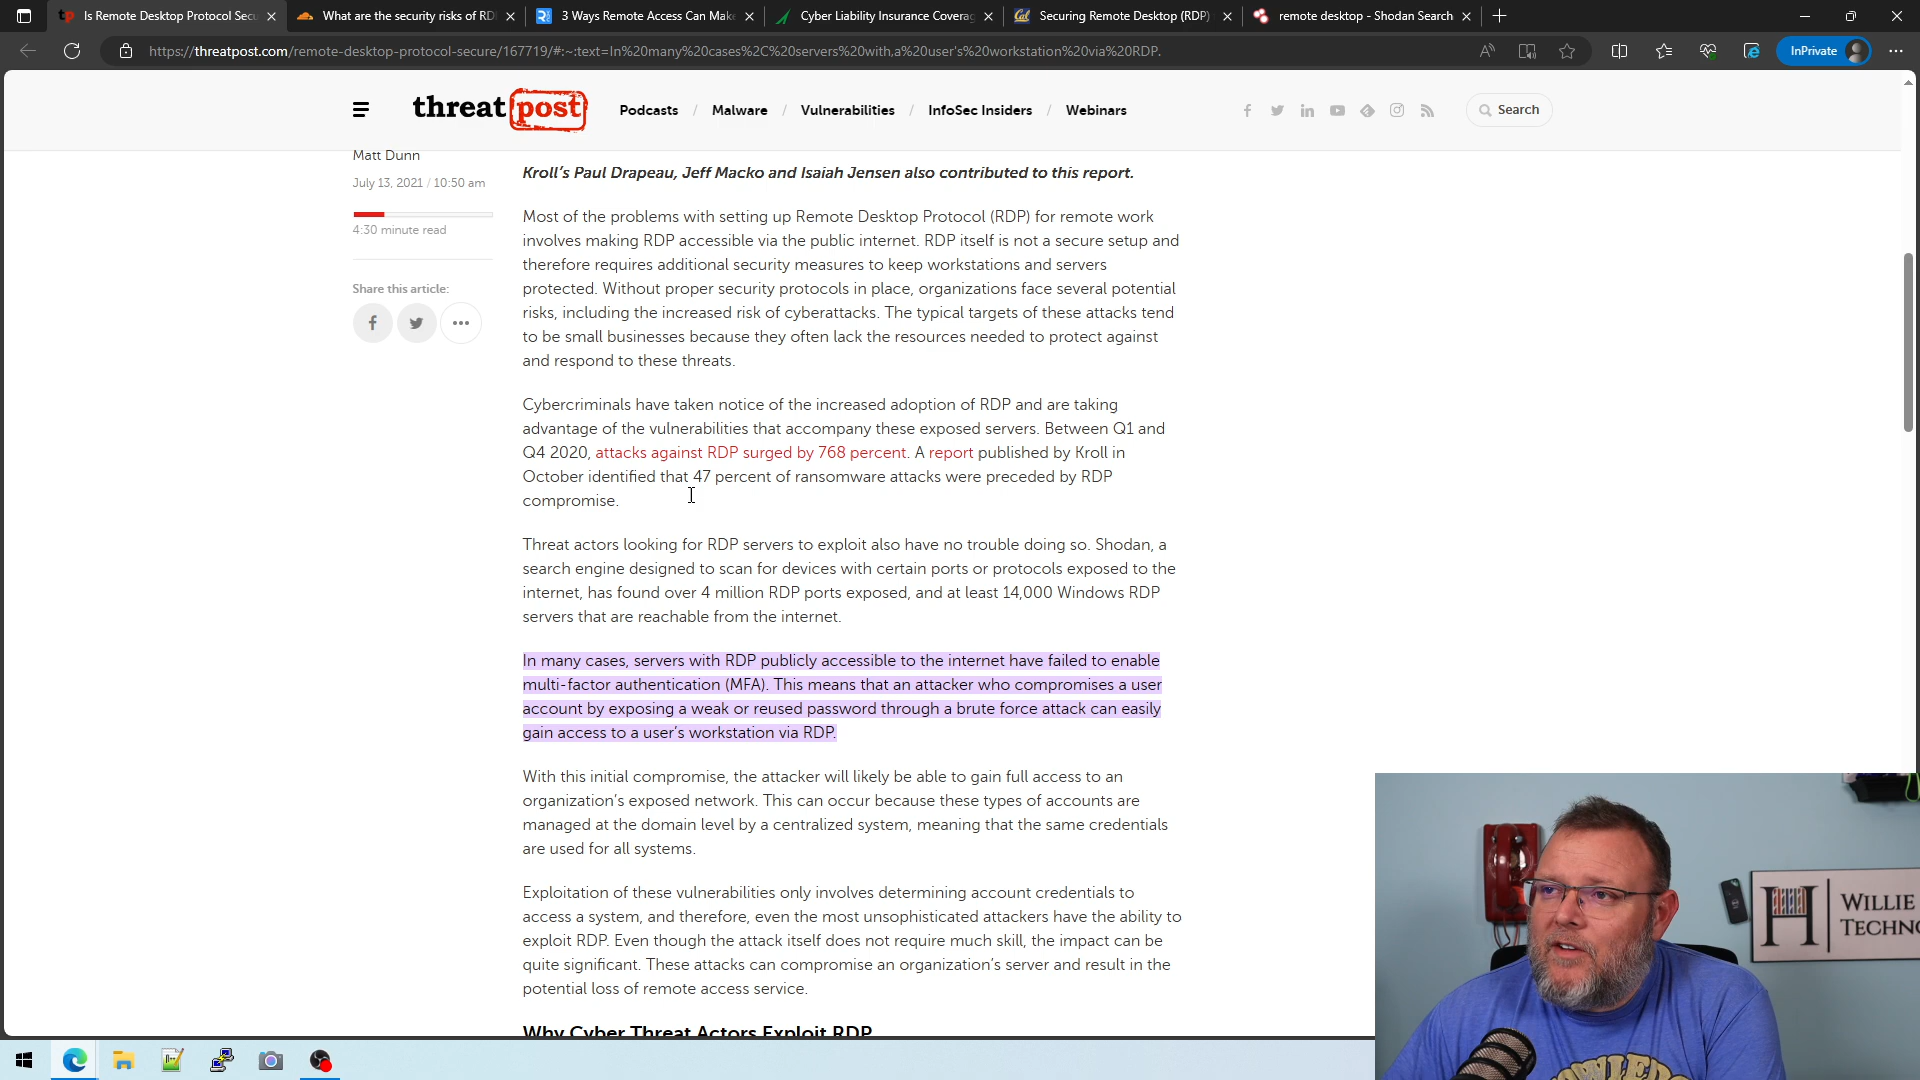 Is Remote Desktop Protocol Secu
What are the security risks of RD
3 Ways Remote Access Can Make
Cyber Liability Insurance Coverag
Securing Remote Desktop (RDP)
remote desktop - Shodan Search
https://threatpost.com/remote-desktop-protocol-secure/167719/#:~:text=In%20many%20cases%2C%20servers%20with,a%20user's%20workstation%20via%20RDP.
InPrivate
threat post
Podcasts / Malware / Vulnerabilities / InfoSec Insiders / Webinars
Search
Matt Dunn
July 13, 2021 / 10:50 am
4:30 minute read
Share this article:
Kroll's Paul Drapeau, Jeff Macko and Isaiah Jensen also contributed to this report.
Most of the problems with setting up Remote Desktop Protocol (RDP) for remote work
involves making RDP accessible via the public internet. RDP itself is not a secure setup and
therefore requires additional security measures to keep workstations and servers
protected. Without proper security protocols in place, organizations face several potential
risks, including the increased risk of cyberattacks. The typical targets of these attacks tend
to be small businesses because they often lack the resources needed to protect against
and respond to these threats.
Cybercriminals have taken notice of the increased adoption of RDP and are taking
advantage of the vulnerabilities that accompany these exposed servers. Between Q1 and
Q4 2020, attacks against RDP surged by 768 percent. A report published by Kroll in
October identified that 47 percent of ransomware attacks were preceded by RDP
compromise.
Threat actors looking for RDP servers to exploit also have no trouble doing so. Shodan, a
search engine designed to scan for devices with certain ports or protocols exposed to the
internet, has found over 4 million RDP ports exposed, and at least 14,000 Windows RDP
servers that are reachable from the internet.
In many cases, servers with RDP publicly accessible to the internet have failed to enable
multi-factor authentication (MFA). This means that an attacker who compromises a user
account by exposing a weak or reused password through a brute force attack can easily
gain access to a user's workstation via RDP.
With this initial compromise, the attacker will likely be able to gain full access to an
organization's exposed network. This can occur because these types of accounts are
managed at the domain level by a centralized system, meaning that the same credentials
are used for all systems.
Exploitation of these vulnerabilities only involves determining account credentials to
access a system, and therefore, even the most unsophisticated attackers have the ability to
exploit RDP. Even though the attack itself does not require much skill, the impact can be
quite significant. These attacks can compromise an organization's server and result in the
potential loss of remote access service.
Why Cyber Threat Actors Exploit RDP
WILLIE
TECHNO